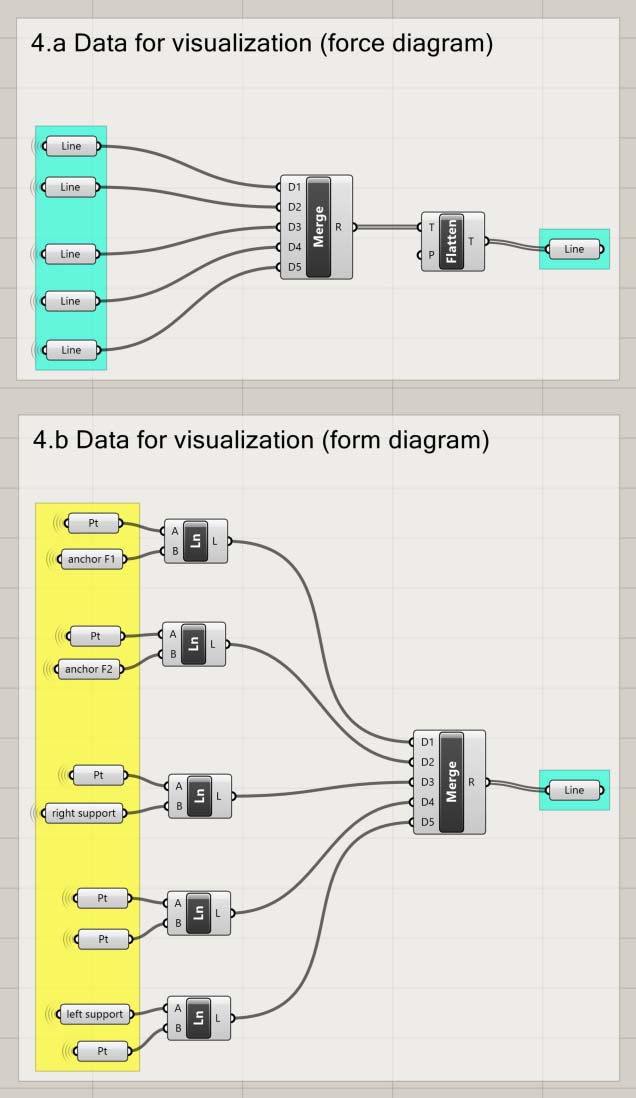 4.a Data for visualization (force diagram)
Line
Line
Line
Line
Line
D1
D2
D3
D4
D5
Merge
R
T
P
Flatten
T
Line
4.b Data for visualization (form diagram)
Pt
anchor F1
A
B
Ln
L
Pt
anchor F2
A
B
Ln
L
Pt
right support
A
B
Ln
L
Pt
Pt
A
B
Ln
L
left support
Pt
A
B
Ln
L
D1
D2
D3
D4
D5
Merge
R
Line